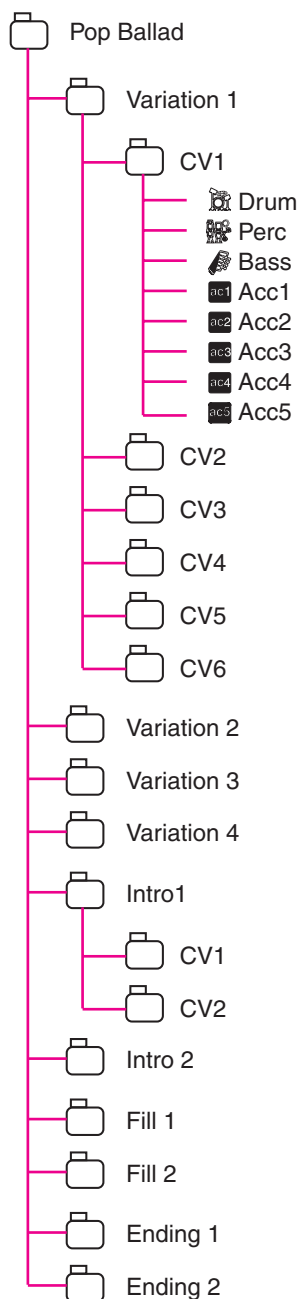 Pop Ballad
Variation 1
CV1
Drum
Perc
Bass
ac1 Acc1
ac2 Acc2
ac3 Acc3
ac4 Acc4
ac5 Acc5
CV2
CV3
CV4
CV5
CV6
Variation 2
Variation 3
Variation 4
Intro1
CV1
CV2
Intro 2
Fill 1
Fill 2
Ending 1
Ending 2